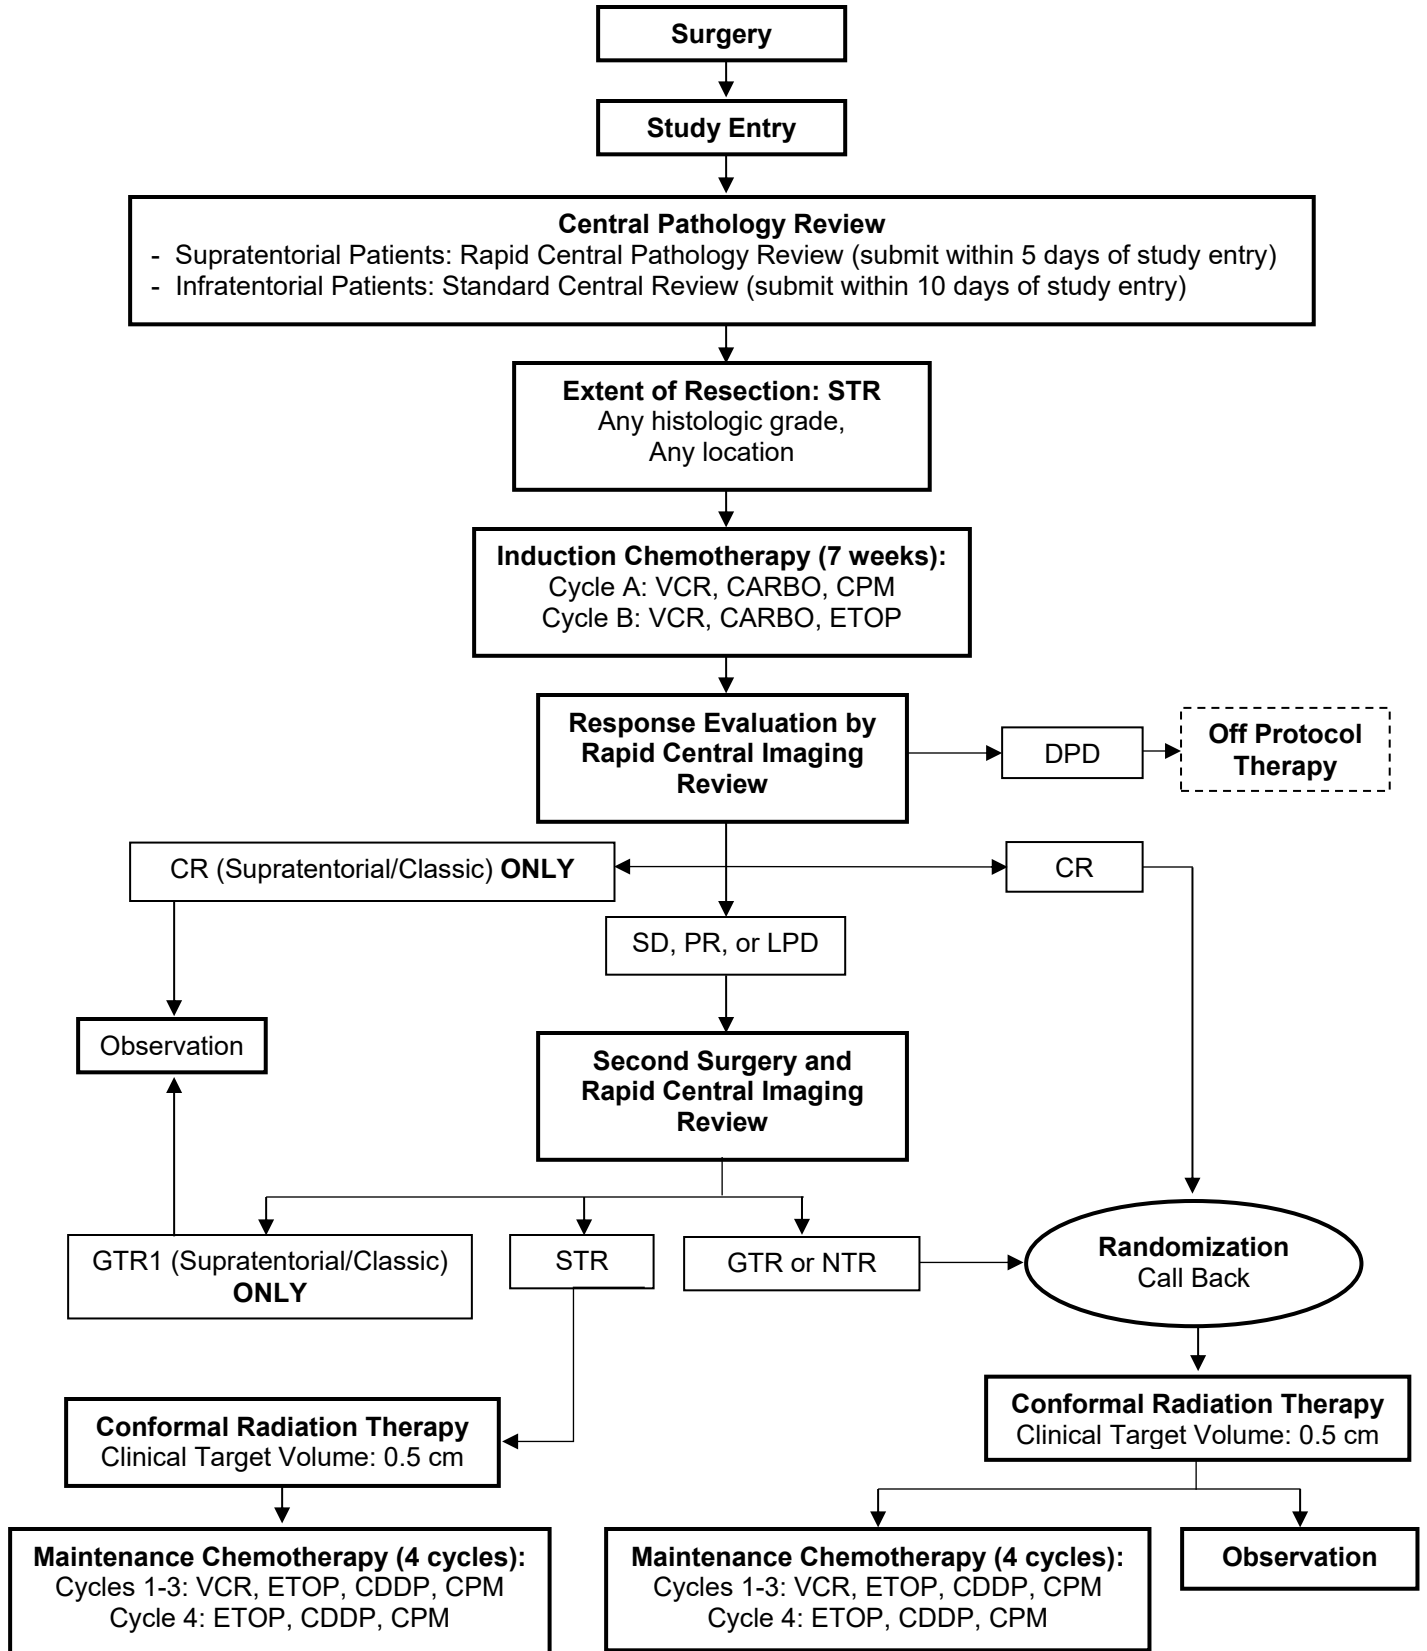 Surgery
Study Entry
Central Pathology Review
- Supratentorial Patients: Rapid Central Pathology Review (submit within 5 days of study entry)
- Infratentorial Patients: Standard Central Review (submit within 10 days of study entry)
Extent of Resection: STR
Any histologic grade,
Any location
Induction Chemotherapy (7 weeks):
Cycle A: VCR, CARBO, CPM
Cycle B: VCR, CARBO, ETOP
Response Evaluation by
Rapid Central Imaging
Review
DPD
Off Protocol
Therapy
CR (Supratentorial/Classic) ONLY
CR
SD, PR, or LPD
Observation
Second Surgery and
Rapid Central Imaging
Review
GTR1 (Supratentorial/Classic)
ONLY
STR
GTR or NTR
Randomization
Call Back
Conformal Radiation Therapy
Clinical Target Volume: 0.5 cm
Conformal Radiation Therapy
Clinical Target Volume: 0.5 cm
Maintenance Chemotherapy (4 cycles):
Cycles 1-3: VCR, ETOP, CDDP, CPM
Cycle 4: ETOP, CDDP, CPM
Maintenance Chemotherapy (4 cycles):
Cycles 1-3: VCR, ETOP, CDDP, CPM
Cycle 4: ETOP, CDDP, CPM
Observation